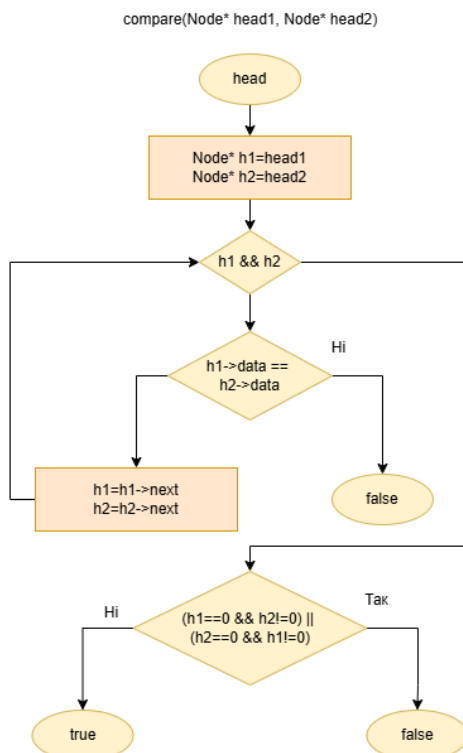 compare(Node* head1, Node* head2)
head
Node* h1=head1
Node* h2=head2
h1 && h2
h1->data ==
h2->data
Ні
h1=h1->next
h2=h2->next
false
(h1==0 && h2!=0) ||
(h2==0 && h1!=0)
Ні
Так
true
false